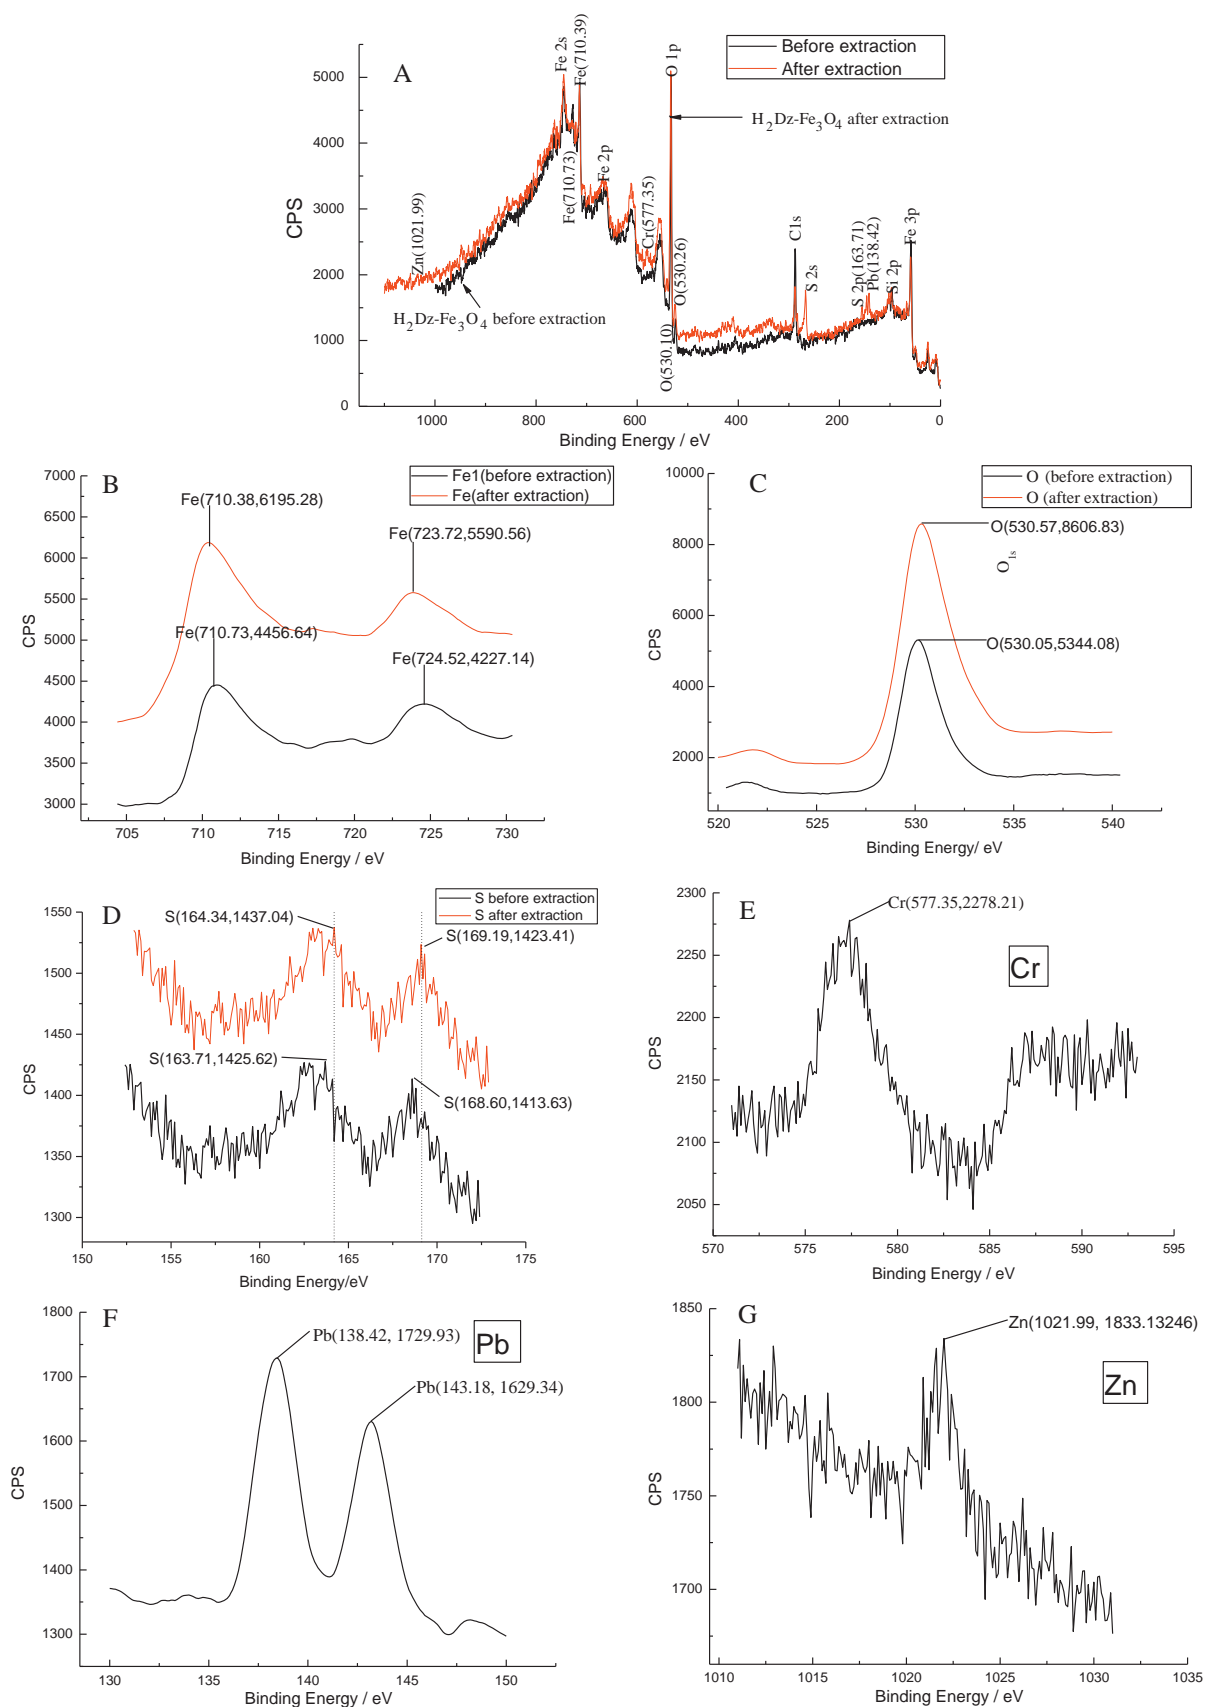 A
Before extraction
After extraction
Fe 2s
Fe(710.39)
O 1p
H2Dz-Fe3O4 after extraction
Fe(710.73)
Fe 2p
Cr(577.35)
Zn(1021.99)
O(530.26)
O(530.10)
C1s
S 2s
S 2p(163.71)
Pb(138.42)
Si 2p
Fe 3p
H2Dz-Fe3O4 before extraction
CPS
5000
4000
3000
2000
1000
0
1000 800 600 400 200 0
Binding Energy / eV
B
Fe1(before extraction)
Fe(after extraction)
Fe(710.38,6195.28)
Fe(723.72,5590.56)
Fe(710.73,4456.64)
Fe(724.52,4227.14)
CPS
7000
6500
6000
5500
5000
4500
4000
3500
3000
705 710 715 720 725 730
Binding Energy / eV
C
O (before extraction)
O (after extraction)
O(530.57,8606.83)
O1s
O(530.05,5344.08)
CPS
10000
8000
6000
4000
2000
520 525 530 535 540
Binding Energy/ eV
D
S before extraction
S after extraction
S(164.34,1437.04)
S(169.19,1423.41)
S(163.71,1425.62)
S(168.60,1413.63)
CPS
1550
1500
1450
1400
1350
1300
150 155 160 165 170 175
Binding Energy/eV
E
Cr(577.35,2278.21)
Cr
CPS
2300
2250
2200
2150
2100
2050
570 575 580 585 590 595
Binding Energy / eV
F
Pb(138.42, 1729.93)
Pb
Pb(143.18, 1629.34)
CPS
1800
1700
1600
1500
1400
1300
130 135 140 145 150
Binding Energy / eV
G
Zn(1021.99, 1833.13246)
Zn
CPS
1850
1800
1750
1700
1010 1015 1020 1025 1030 1035
Binding Energy / eV